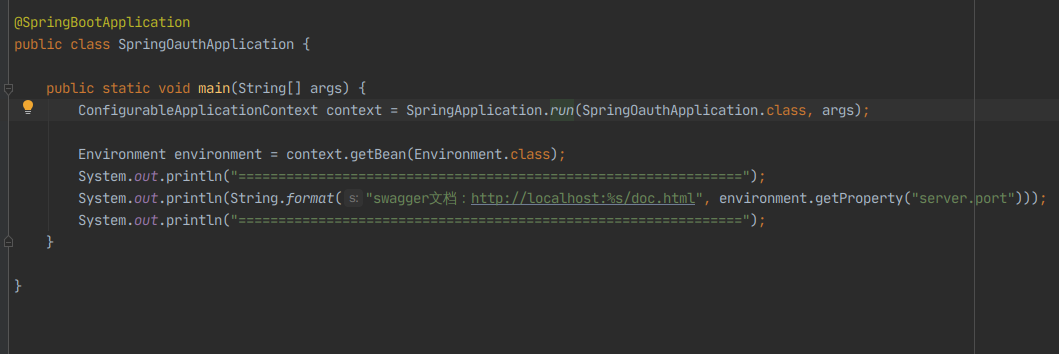 @SpringBootApplication
public class SpringOauthApplication {
public static void main(String[] args) {
ConfigurableApplicationContext context = SpringApplication.run(SpringOauthApplication.class, args);
Environment environment = context.getBean(Environment.class);
System.out.println("===============================================================");
System.out.println(String.format( s: "swagger文档：http://localhost:%s/doc.html", environment.getProperty("server.port")));
System.out.println("===============================================================");
}
}